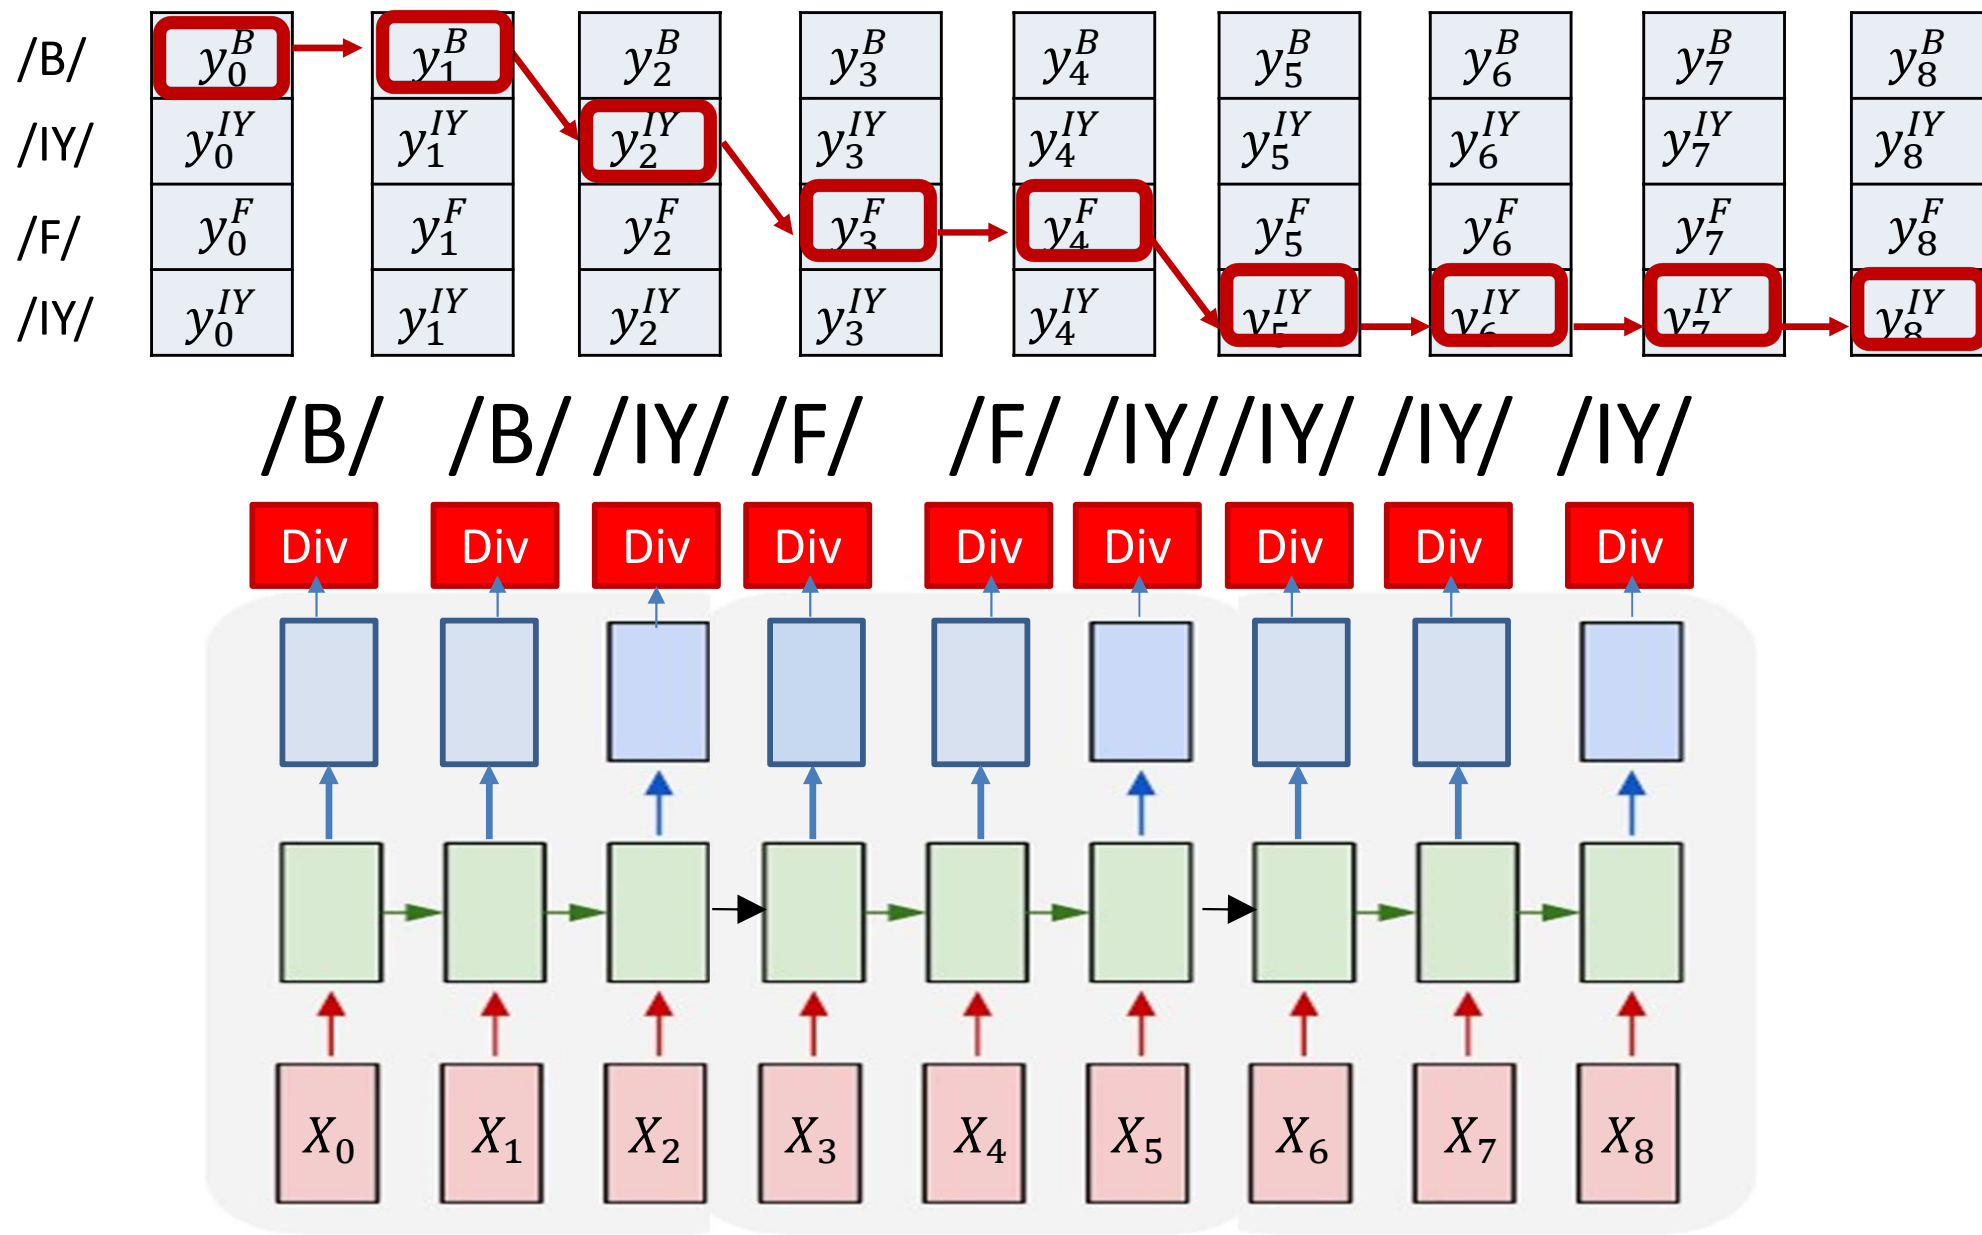 /B/ y_0^B y_1^B y_2^B y_3^B y_4^B y_5^B y_6^B y_7^B y_8^B
/IY/ y_0^{IY} y_1^{IY} y_2^{IY} y_3^{IY} y_4^{IY} y_5^{IY} y_6^{IY} y_7^{IY} y_8^{IY}
/F/ y_0^F y_1^F y_2^F y_3^F y_4^F y_5^F y_6^F y_7^F y_8^F
/IY/ y_0^{IY} y_1^{IY} y_2^{IY} y_3^{IY} y_4^{IY} y_5^{IY} y_6^{IY} y_7^{IY} y_8^{IY}
/B/ /B/ /IY/ /F/ /F/ /IY/ /IY/ /IY/ /IY/
Div Div Div Div Div Div Div Div Div
X_0 X_1 X_2 X_3 X_4 X_5 X_6 X_7 X_8